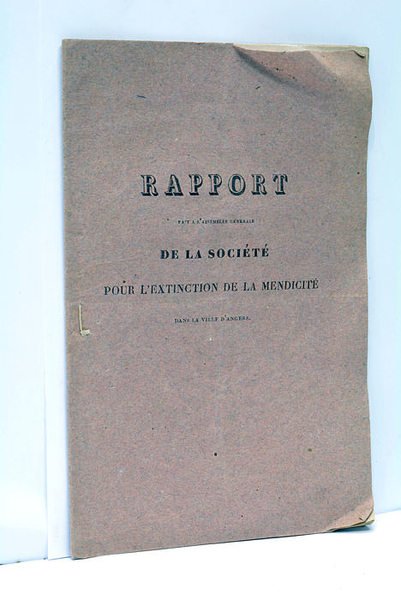 RAPPORT
FAIT A L'ASSEMBLÉE GÉNÉRALE
DE LA SOCIÉTÉ
POUR L'EXTINCTION DE LA MENDICITÉ
DANS LA VILLE D'ANGERS.